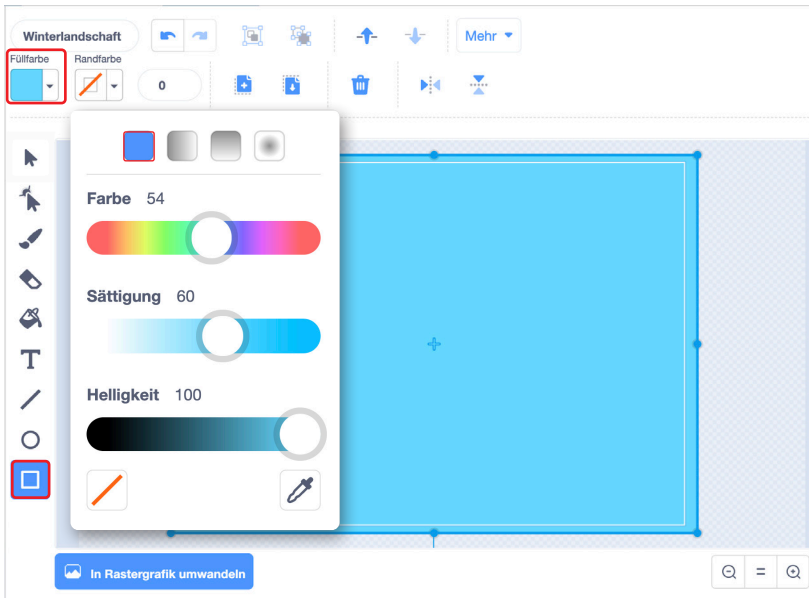 Winterlandschaft
Mehr
Füllfarbe
Randfarbe
0
Farbe 54
Sättigung 60
Helligkeit 100
T
In Rastergrafik umwandeln
=